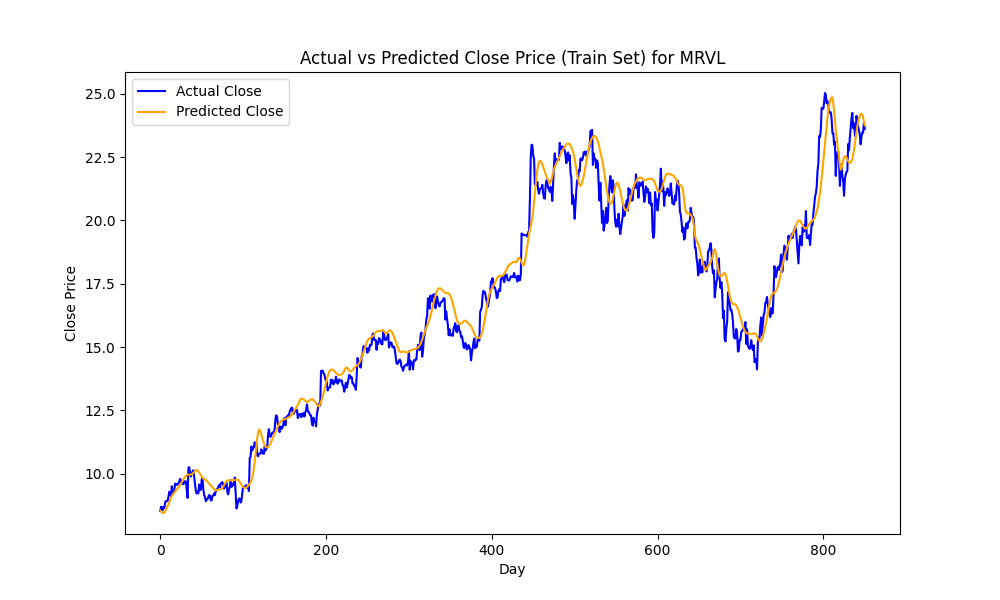 Actual vs Predicted Close Price (Train Set) for MRVL
Actual Close
Predicted Close
25.0
22.5
20.0
17.5
15.0
12.5
10.0
Close Price
0
200
400
600
800
Day